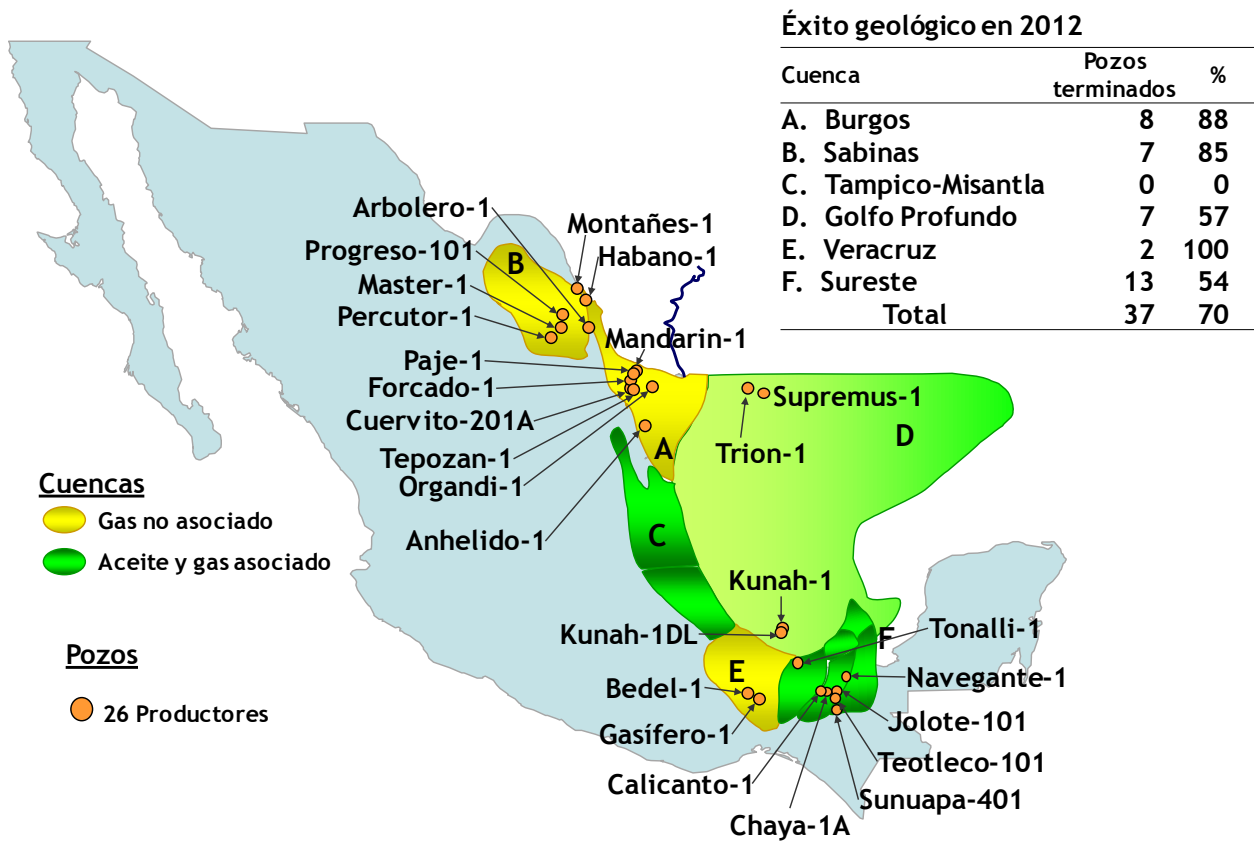 Éxito geológico en 2012
Cuenca Pozos terminados %
A. Burgos 8 88
B. Sabinas 7 85
C. Tampico-Misantla 0 0
D. Golfo Profundo 7 57
E. Veracruz 2 100
F. Sureste 13 54
Total 37 70
Arbolero-1
Montañes-1
Progreso-101
Habano-1
B
Master-1
Percutor-1
Mandarin-1
Paje-1
Forcado-1
Supremus-1
Cuervito-201A
D
A
Trion-1
Tepozan-1
Organdi-1
Cuencas
Gas no asociado
Anhelido-1
C
Aceite y gas asociado
Kunah-1
Kunah-1DL
Tonalli-1
F
Pozos
E
Navegante-1
Bedel-1
26 Productores
Jolote-101
Gasífero-1
Teotleco-101
Calicanto-1
Sunuapa-401
Chaya-1A